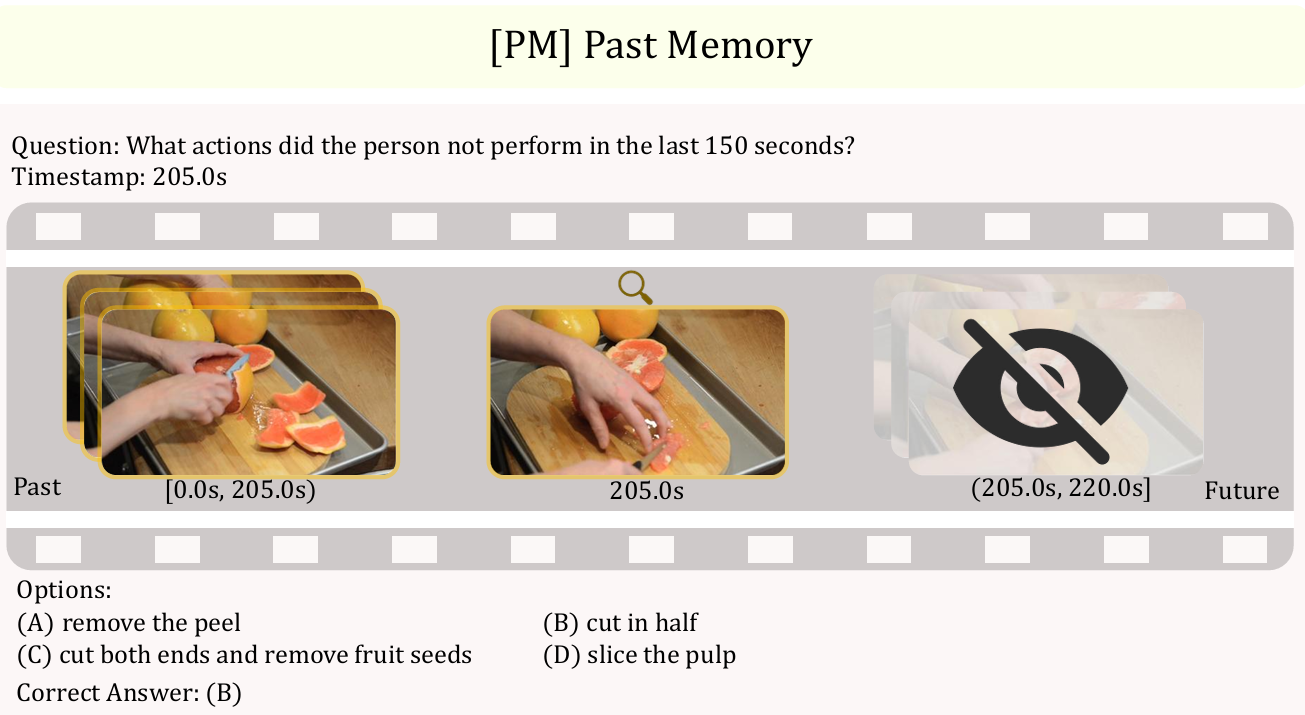 [PM] Past Memory
Question: What actions did the person not perform in the last 150 seconds?
Timestamp: 205.0s
Past
[0.0s, 205.0s)
205.0s
(205.0s, 220.0s]
Future
Options:
(A) remove the peel
(B) cut in half
(C) cut both ends and remove fruit seeds
(D) slice the pulp
Correct Answer: (B)